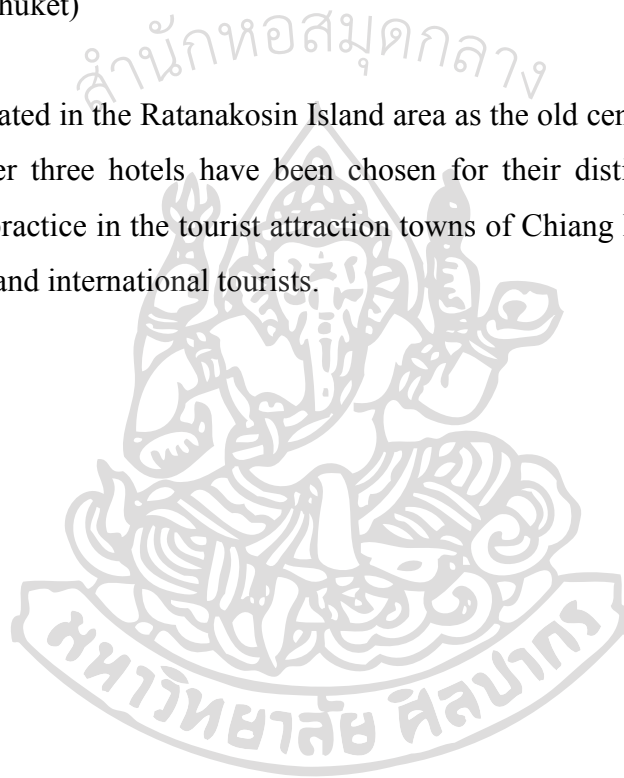 สำนักหอสมุดกลาง
ated in the Ratanakosin Island area as the old cen
er three hotels have been chosen for their disti
ractice in the tourist attraction towns of Chiang
and international tourists.
มหาวิทยาลัย ศิลปากร